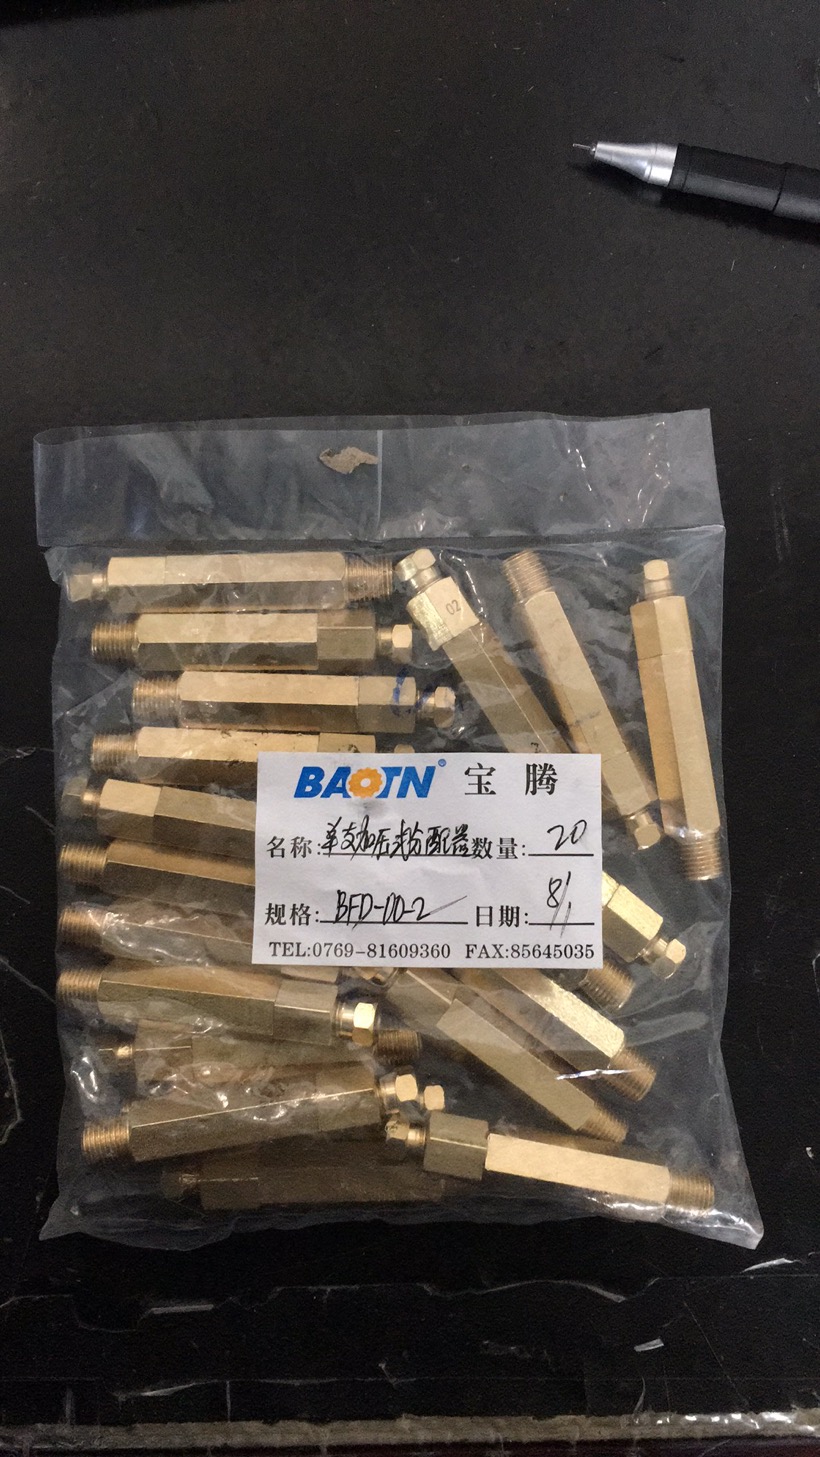 BAOTN® 宝腾
名称:单支加压式分配器 数量:20
规格:BFD-00-2 日期:8/1
TEL:0769-81609360 FAX:85645035
02